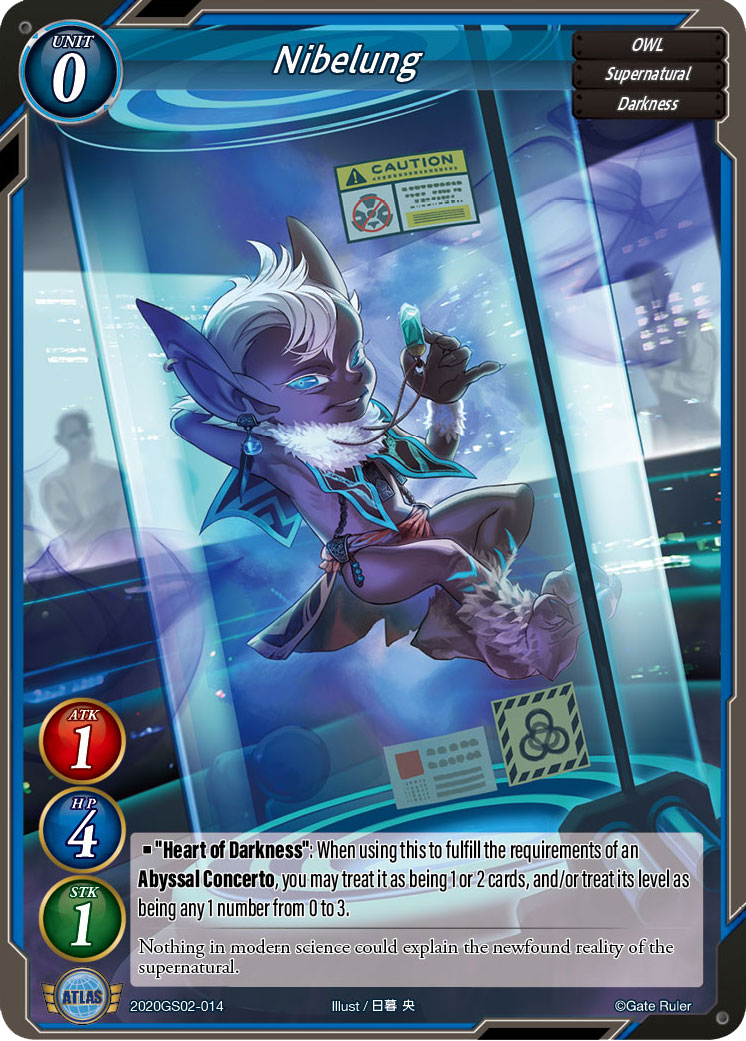 UNIT
0
Nibelung
OWL
Supernatural
Darkness
CAUTION
ATK
1
HP
4
STK
1
▪ "Heart of Darkness": When using this to fulfill the requirements of an
Abyssal Concerto, you may treat it as being 1 or 2 cards, and/or treat its level as
being any 1 number from 0 to 3.
Nothing in modern science could explain the newfound reality of the
supernatural.
ATLAS
2020GS02-014
Illust / 日暮 央
©Gate Ruler